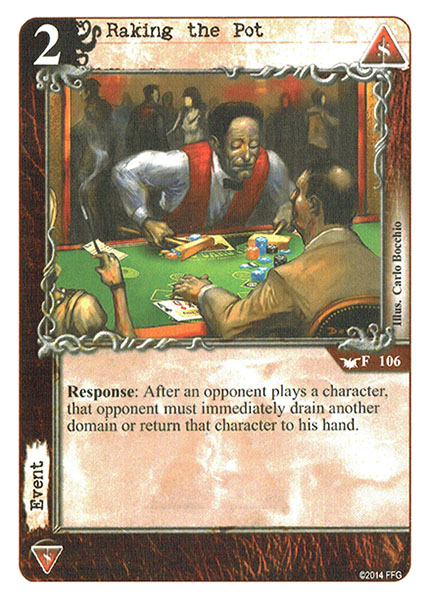 2
Raking the Pot
Illus. Carlo Bocchio
F 106
Response: After an opponent plays a character,
that opponent must immediately drain another
domain or return that character to his hand.
Event
©2014 FFG